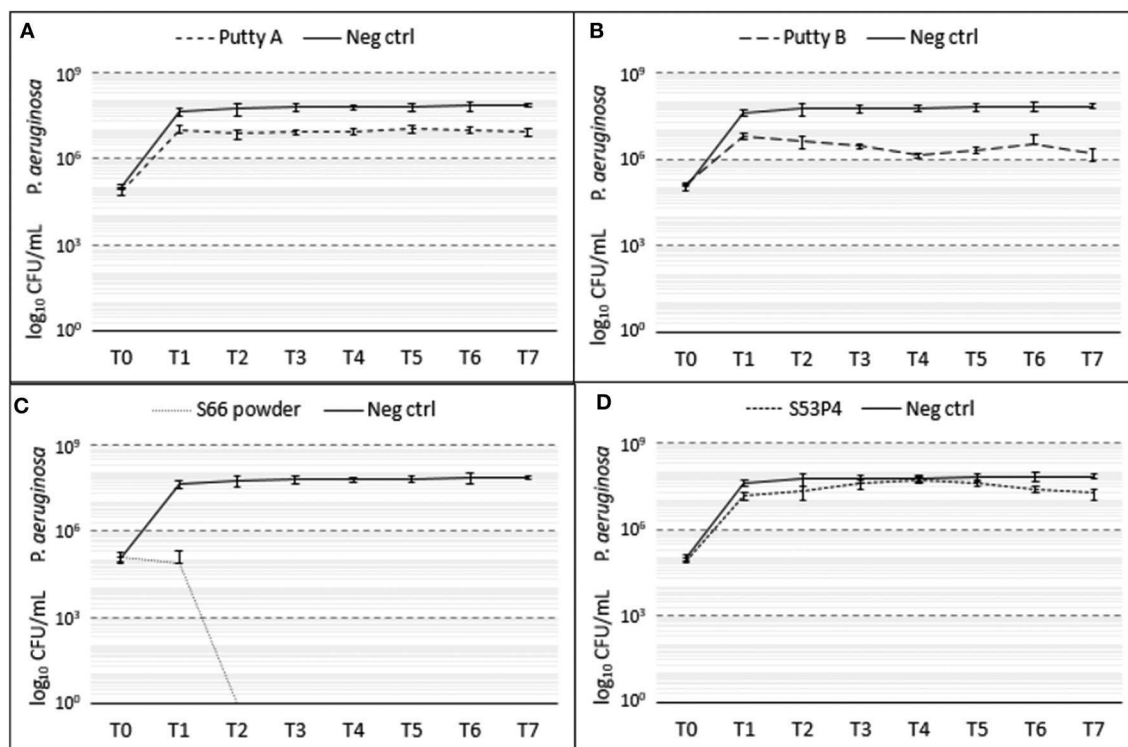 A
Putty A Neg ctrl
log₁₀ CFU/mL P. aeruginosa
10⁹
10⁶
10³
10⁰
T0 T1 T2 T3 T4 T5 T6 T7
B
Putty B Neg ctrl
log₁₀ CFU/mL P. aeruginosa
10⁹
10⁶
10³
10⁰
T0 T1 T2 T3 T4 T5 T6 T7
C
S66 powder Neg ctrl
log₁₀ CFU/mL P. aeruginosa
10⁹
10⁶
10³
10⁰
T0 T1 T2 T3 T4 T5 T6 T7
D
S53P4 Neg ctrl
log₁₀ CFU/mL P. aeruginosa
10⁹
10⁶
10³
10⁰
T0 T1 T2 T3 T4 T5 T6 T7